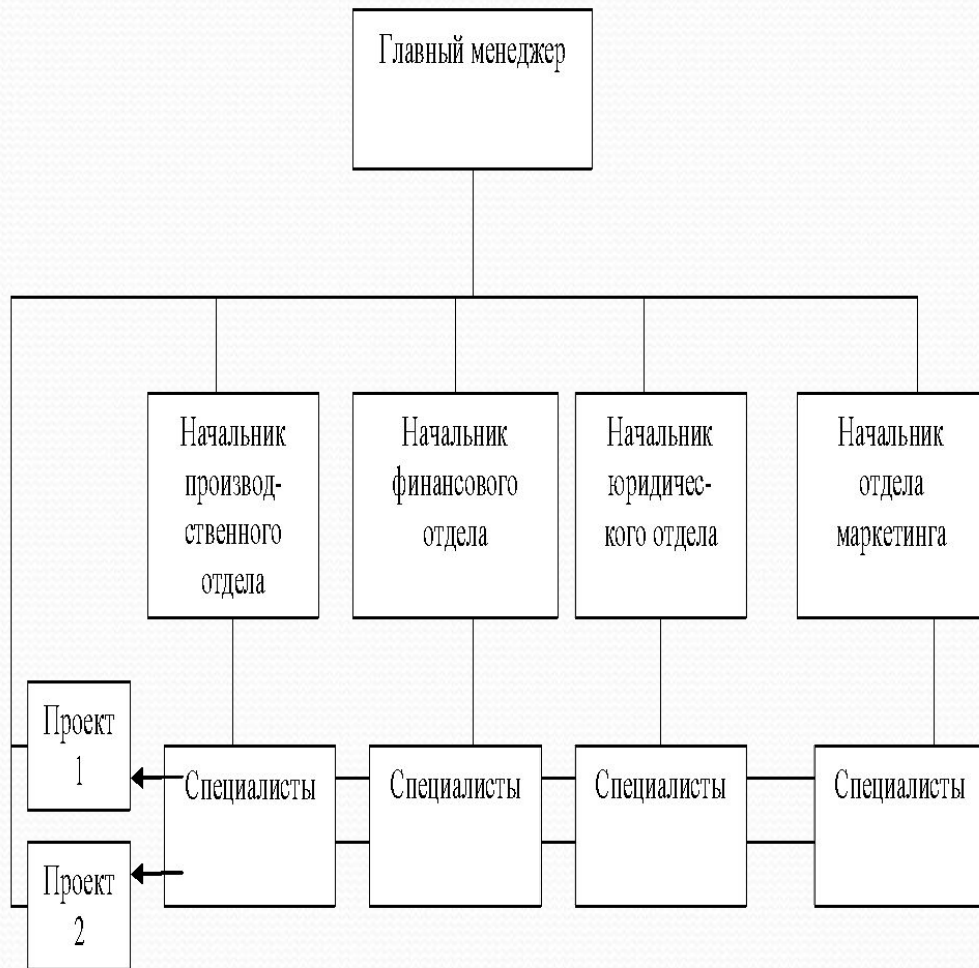 Главный менеджер
Начальник
производ-
ственного
отдела
Начальник
финансового
отдела
Начальник
юридичес-
кого отдела
Начальник
отдела
маркетинга
Проект
1
Специалисты
Специалисты
Специалисты
Специалисты
Проект
2